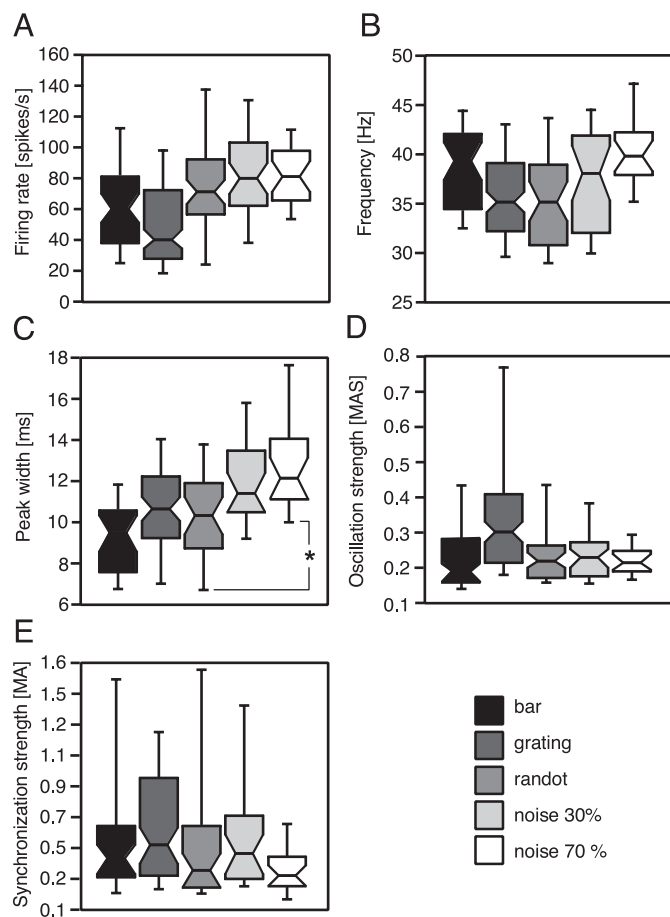 A
Firing rate [spikes/s]
160
140
120
100
80
60
40
20
0
B
Frequency [Hz]
50
45
40
35
30
25
C
Peak width [ms]
18
16
14
12
10
8
6
*
D
Oscillation strength [MAS]
0.8
0.7
0.6
0.5
0.4
0.3
0.2
0.1
E
Synchronization strength [MA]
1.6
1.5
1.2
1.1
0.9
0.7
0.5
0.2
0.1
bar
grating
randot
noise 30%
noise 70 %